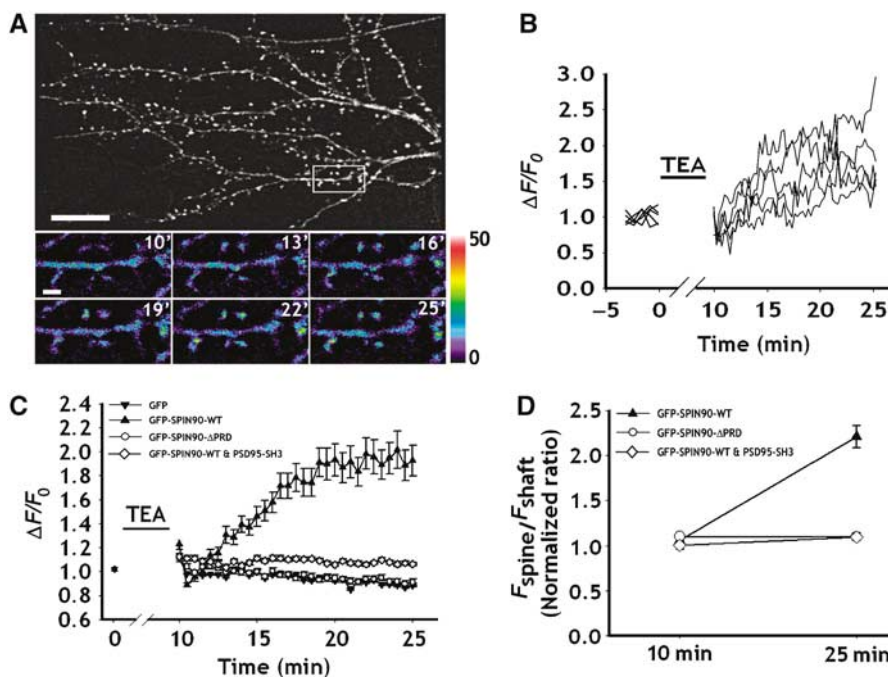 A
10'
13'
16'
19'
22'
25'
50
0
B
ΔF/F0
3.0
2.5
2.0
1.5
1.0
0.5
0.0
TEA
−5
0
10
15
20
25
Time (min)
C
GFP
GFP-SPIN90-WT
GFP-SPIN90-ΔPRD
GFP-SPIN90-WT & PSD95-SH3
ΔF/F0
2.4
2.2
2.0
1.8
1.6
1.4
1.2
1.0
0.8
0.6
TEA
0
10
15
20
25
Time (min)
D
GFP-SPIN90-WT
GFP-SPIN90-ΔPRD
GFP-SPIN90-WT & PSD95-SH3
Fspine/Fshaft
(Normalized ratio)
2.5
2.0
1.5
1.0
0.5
0.0
10 min
25 min